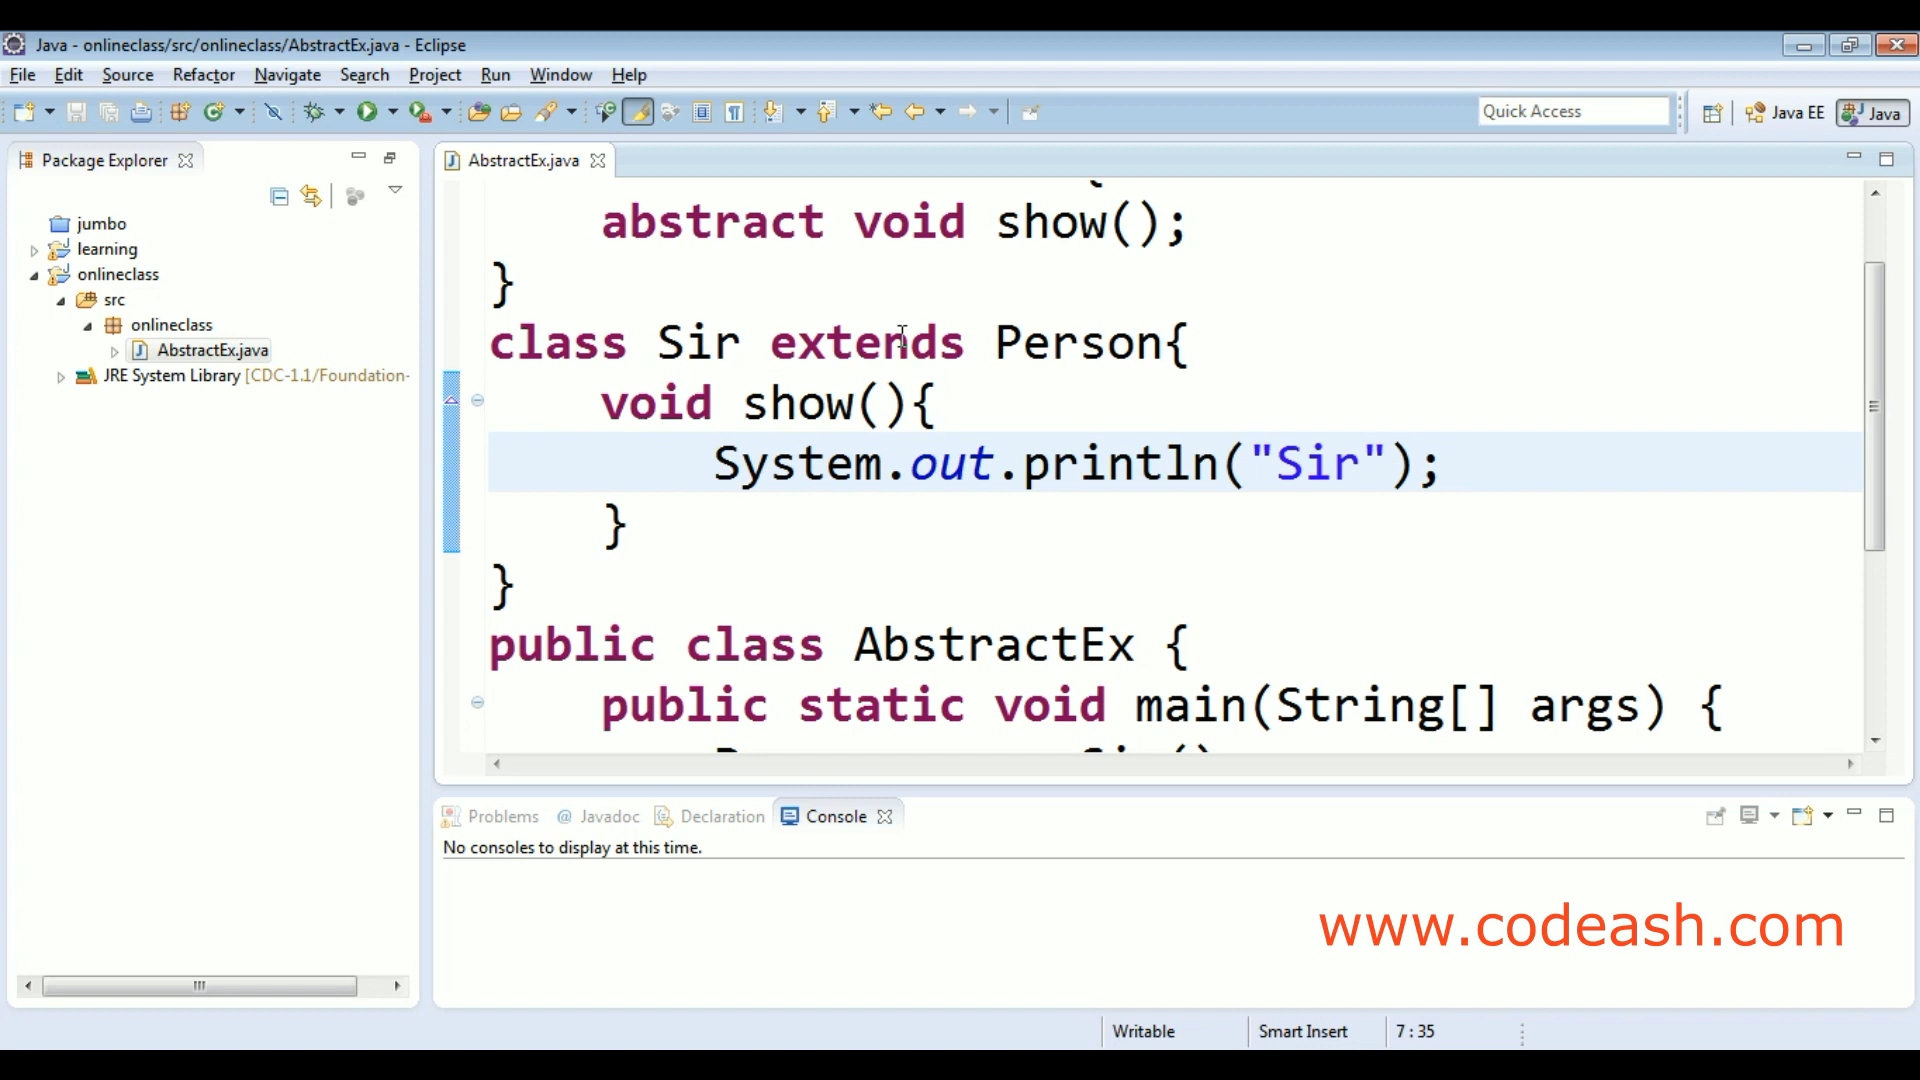 Java - onlineclass/src/onlineclass/AbstractEx.java - Eclipse
File Edit Source Refactor Navigate Search Project Run Window Help
Quick Access
Java EE
Java
Package Explorer
jumbo
learning
onlineclass
src
onlineclass
AbstractEx.java
JRE System Library [CDC-1.1/Foundation-
AbstractEx.java
{
abstract void show();
}
class Sir extends Person{
void show(){
System.out.println("Sir");
}
}
public class AbstractEx {
public static void main(String[] args) {
Problems @ Javadoc Declaration Console
No consoles to display at this time.
www.codeash.com
Writable Smart Insert 7 : 35